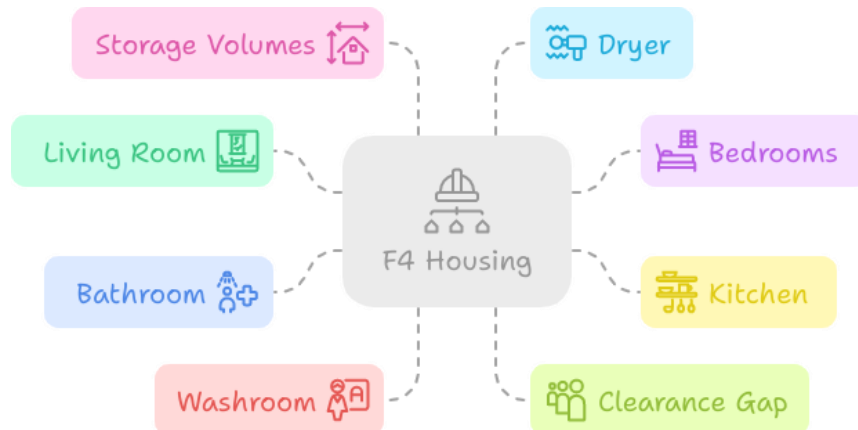 Storage Volumes
Dryer
Living Room
Bedrooms
F4 Housing
Bathroom
Kitchen
Washroom
Clearance Gap